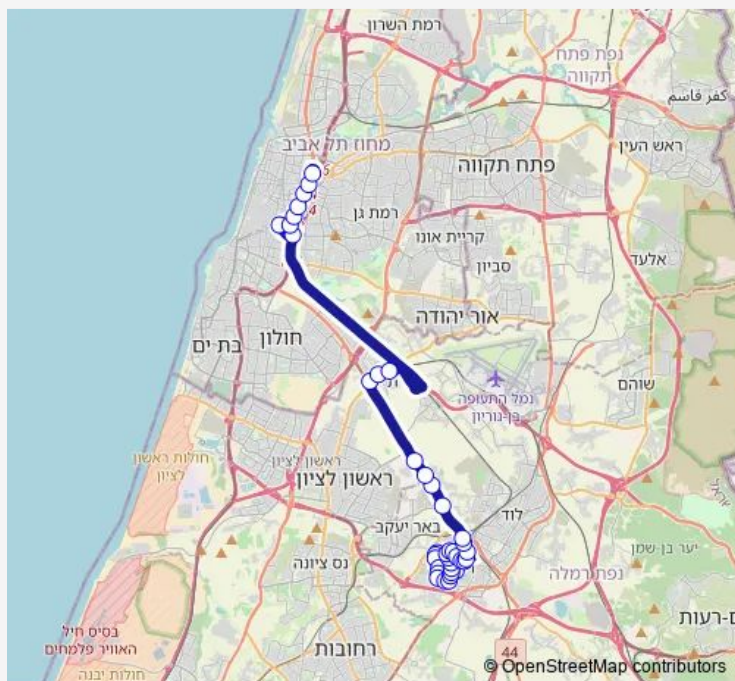 רמת השרון
נפת פתח
תקווה
כפר קאסם
מחוז תל אביב
ראש העין
פתח תקווה
רמת גן
קריית אונו
אלעד
סביון
אור יהודה
חולון
בת ים
שוהם
נמל התעופה
בן-גוריון
חולות ראשון
לציון
ראשון לציון
ראשון לציון
לוד
באר יעקב
יער בן שמן
נס ציונה
נפת רמלה
בסיס חיל
האוויר פלמחים
רחובות
חולות יבנה
44
© OpenStreetMap contributors